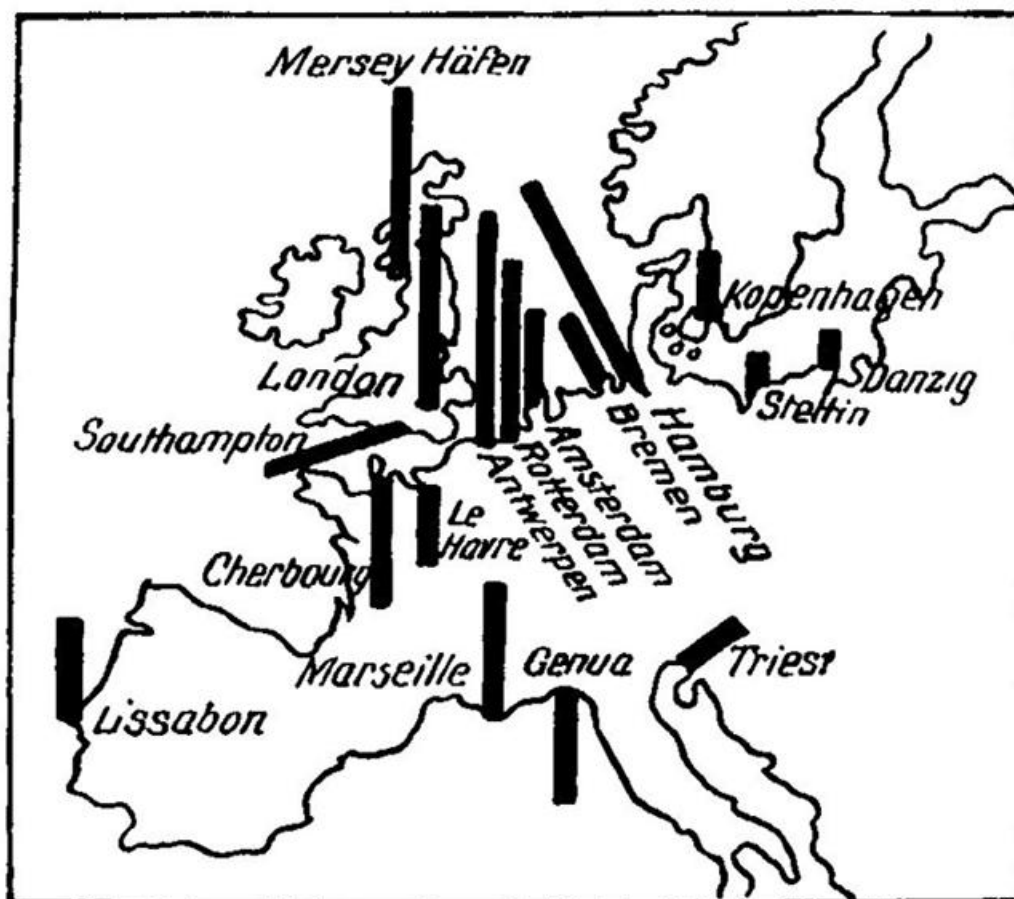 Mersey Häfen
Kopenhagen
London
Danzig
Stettin
Southampton
Hamburg
Bremen
Amsterdam
Rotterdam
Antwerpen
Le
Havre
Cherbourg
Marseille
Genua
Triest
Lissabon